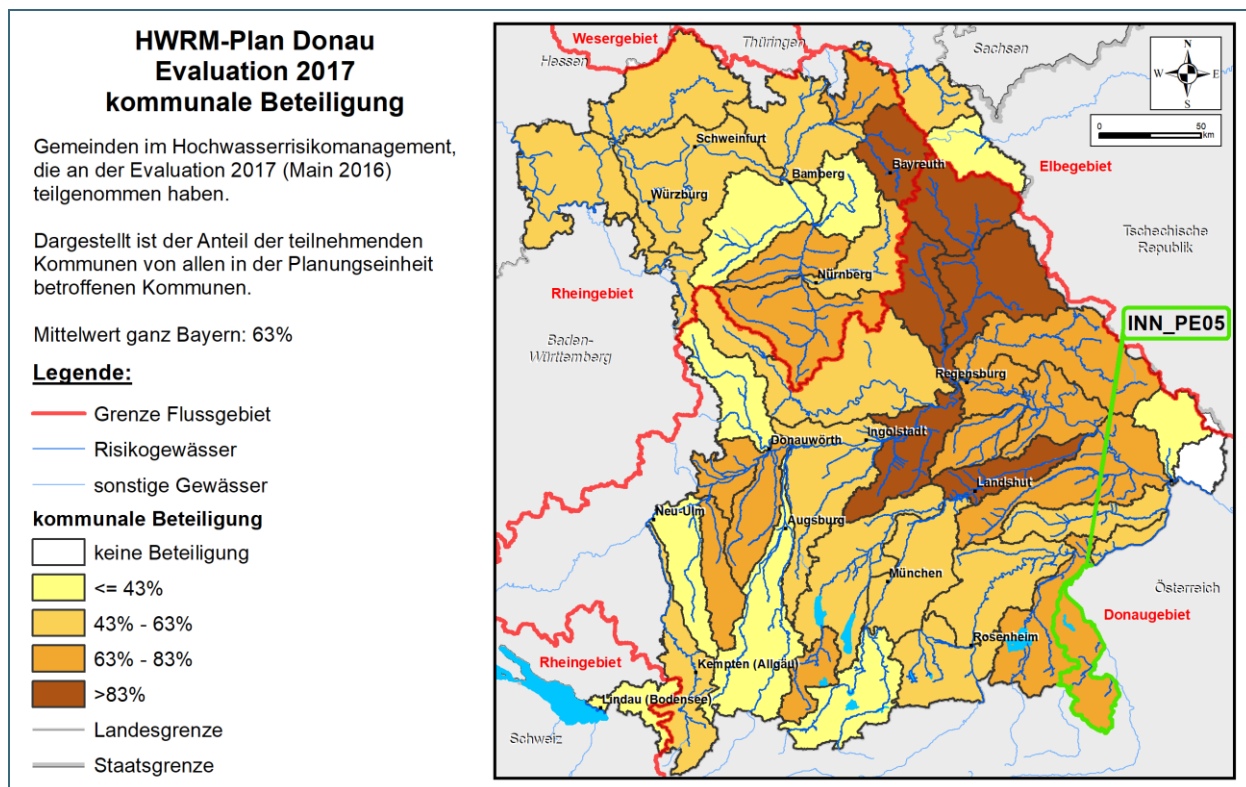 HWRM-Plan Donau
Evaluation 2017
kommunale Beteiligung
Gemeinden im Hochwasserrisikomanagement,
die an der Evaluation 2017 (Main 2016)
teilgenommen haben.
Dargestellt ist der Anteil der teilnehmenden
Kommunen von allen in der Planungseinheit
betroffenen Kommunen.
Mittelwert ganz Bayern: 63%
Legende:
Grenze Flussgebiet
Risikogewässer
sonstige Gewässer
kommunale Beteiligung
keine Beteiligung
<= 43%
43% - 63%
63% - 83%
>83%
Landesgrenze
Staatsgrenze
Wesergebiet
Thüringen
Hessen
Sachsen
N
W
E
S
0
50
km
Schweinfurt
Bayreuth
Elbegebiet
Bamberg
Würzburg
Tschechische
Republik
Nürnberg
Rheingebiet
INN_PE05
Baden-
Württemberg
Regensburg
Ingolstadt
Donauwörth
Landshut
Neu-Ulm
Augsburg
München
Österreich
Donaugebiet
Rosenheim
Rheingebiet
Kempten (Allgäu)
Lindau (Bodensee)
Schweiz